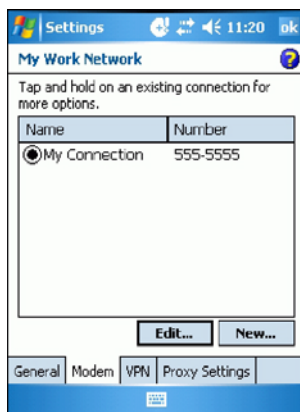 Settings 11:20 ok
My Work Network
Tap and hold on an existing connection for
more options.
Name Number
My Connection 555-5555
Edit... New...
General Modem VPN Proxy Settings